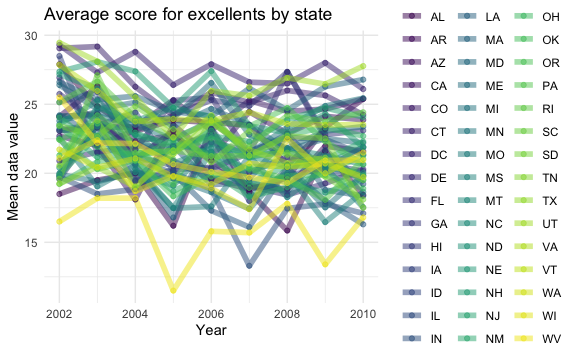 Average score for excellents by state
Mean data value
30
25
20
15
2002
2004
2006
2008
2010
Year
AL
AR
AZ
CA
CO
CT
DC
DE
FL
GA
HI
IA
ID
IL
IN
LA
MA
MD
ME
MI
MN
MO
MS
MT
NC
ND
NE
NH
NJ
NM
OH
OK
OR
PA
RI
SC
SD
TN
TX
UT
VA
VT
WA
WI
WV